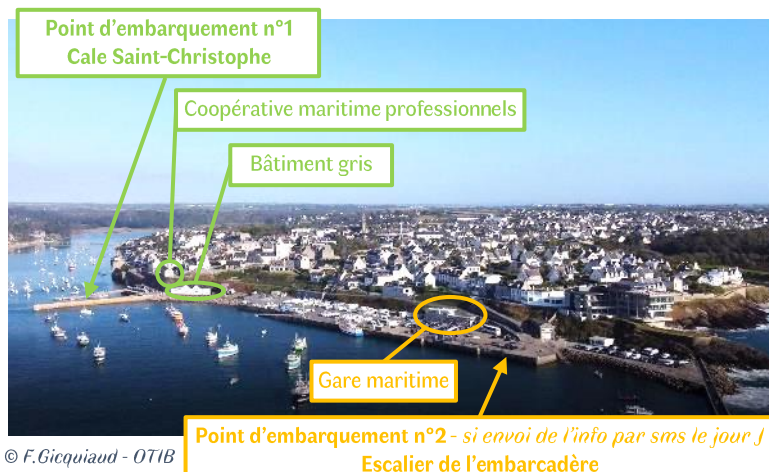 Point d’embarquement n°1
Cale Saint-Christophe
Coopérative maritime professionnels
Bâtiment gris
Gare maritime
Point d’embarquement n°2 - si envoi de l’info par sms le jour J
Escalier de l’embarcadère
© F.Gicquiaud - OTIB